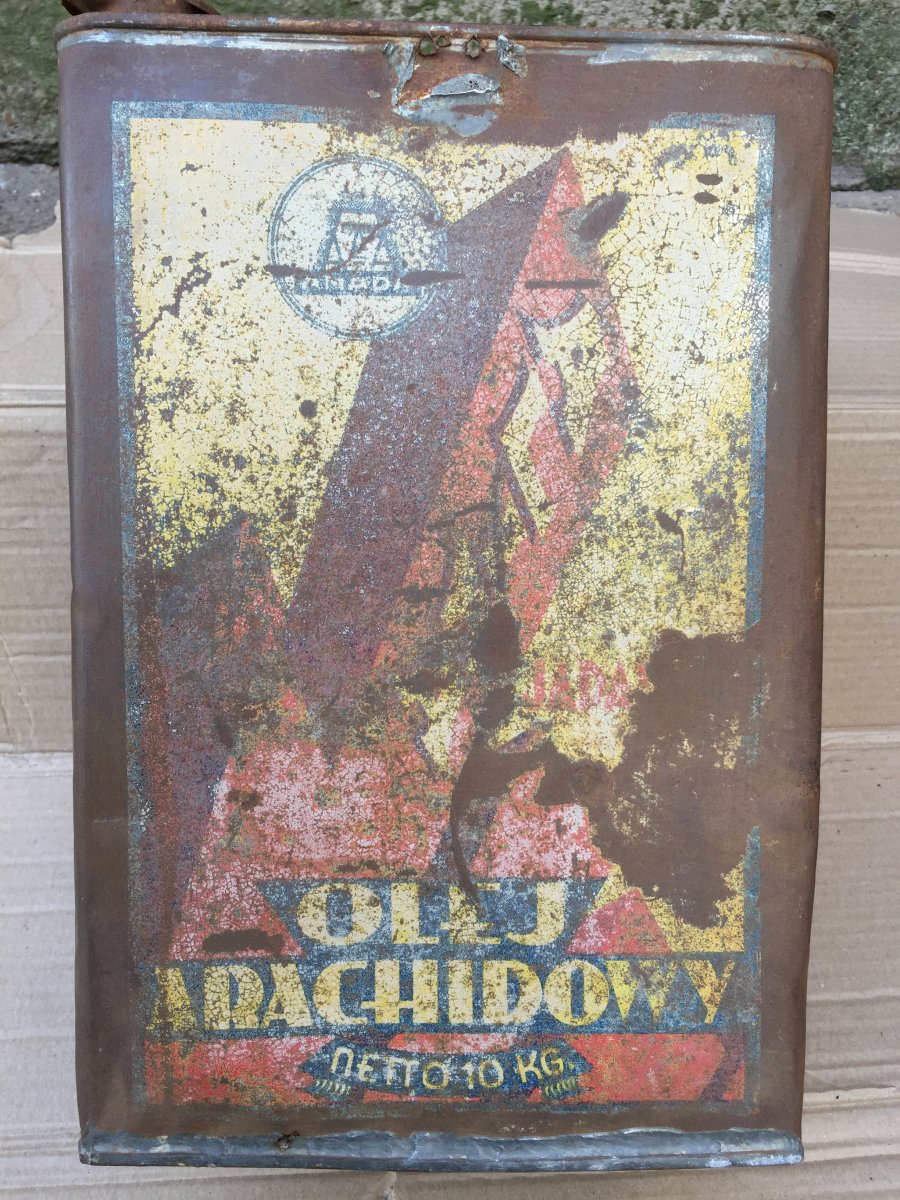 OLEJ
ARACHIDOWY
NETTO 10 KG.